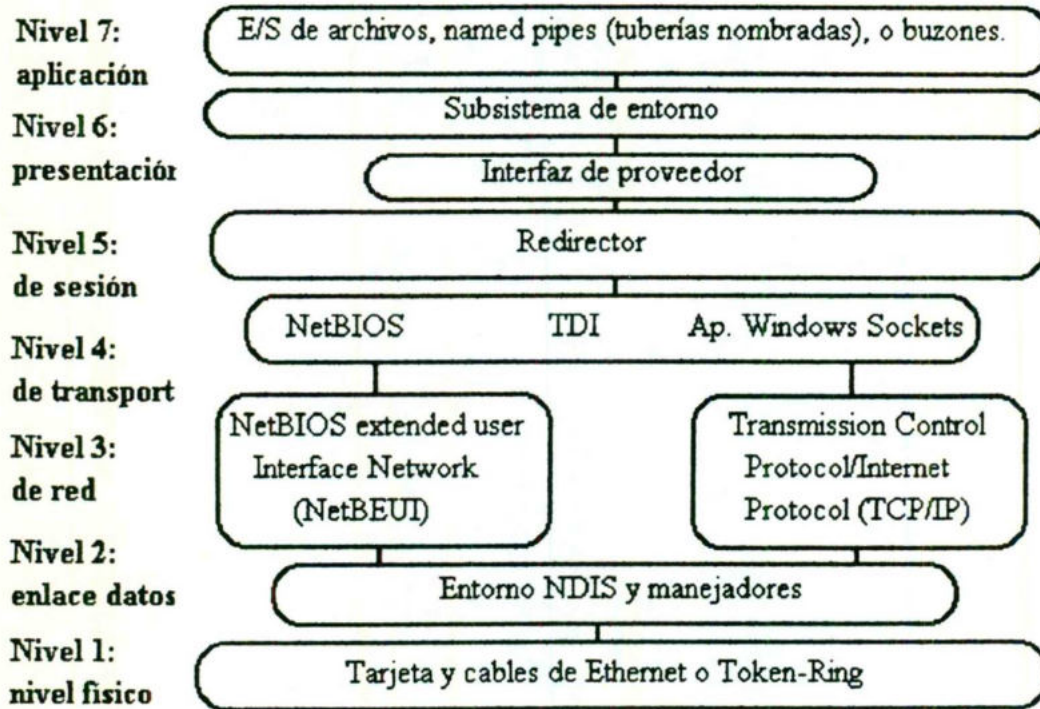 Nivel 7:
aplicación
E/S de archivos, named pipes (tuberías nombradas), o buzones.
Nivel 6:
presentación
Subsistema de entorno
Interfaz de proveedor
Nivel 5:
de sesión
Redirector
NetBIOS TDI Ap. Windows Sockets
Nivel 4:
de transport
Nivel 3:
de red
NetBIOS extended user
Interface Network
(NetBEUI)
Transmission Control
Protocol/Internet
Protocol (TCP/IP)
Nivel 2:
enlace datos
Entorno NDIS y manejadores
Nivel 1:
nivel fisico
Tarjeta y cables de Ethernet o Token-Ring